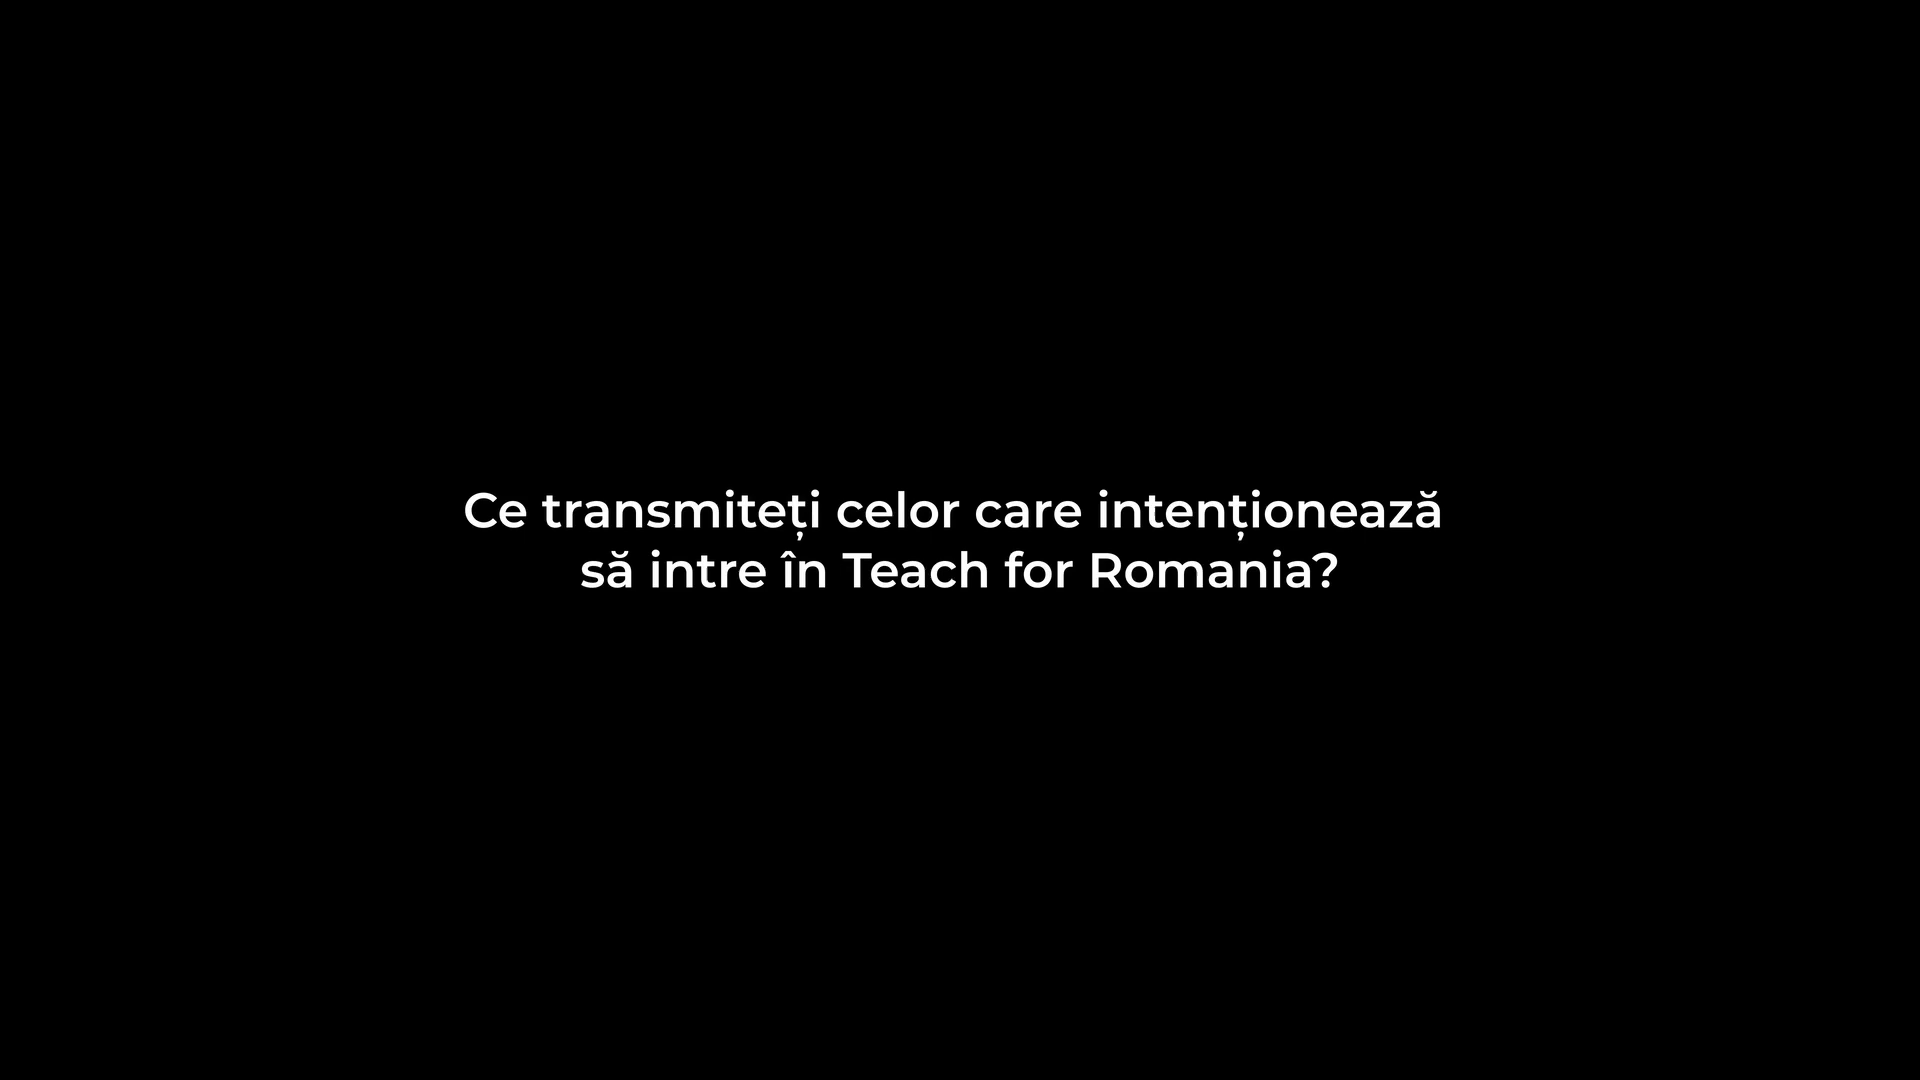 Ce transmiteți celor care intenționează
să intre în Teach for Romania?